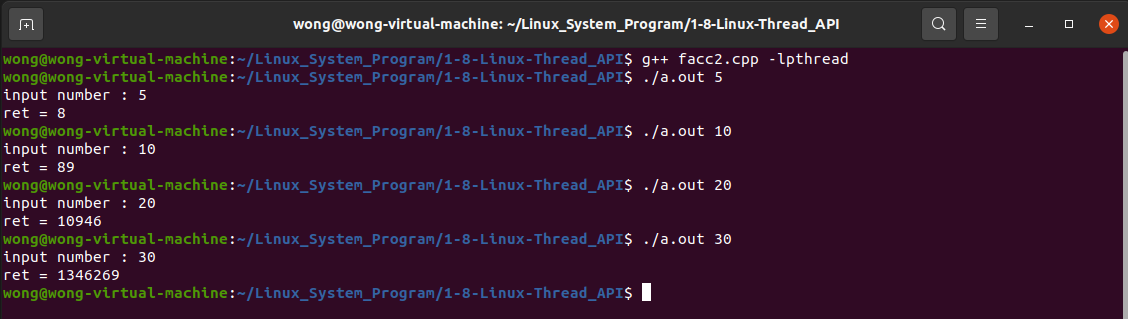 wong@wong-virtual-machine: ~/Linux_System_Program/1-8-Linux-Thread_API
wong@wong-virtual-machine:~/Linux_System_Program/1-8-Linux-Thread_API$ g++ facc2.cpp -lpthread
wong@wong-virtual-machine:~/Linux_System_Program/1-8-Linux-Thread_API$ ./a.out 5
input number : 5
ret = 8
wong@wong-virtual-machine:~/Linux_System_Program/1-8-Linux-Thread_API$ ./a.out 10
input number : 10
ret = 89
wong@wong-virtual-machine:~/Linux_System_Program/1-8-Linux-Thread_API$ ./a.out 20
input number : 20
ret = 10946
wong@wong-virtual-machine:~/Linux_System_Program/1-8-Linux-Thread_API$ ./a.out 30
input number : 30
ret = 1346269
wong@wong-virtual-machine:~/Linux_System_Program/1-8-Linux-Thread_API$